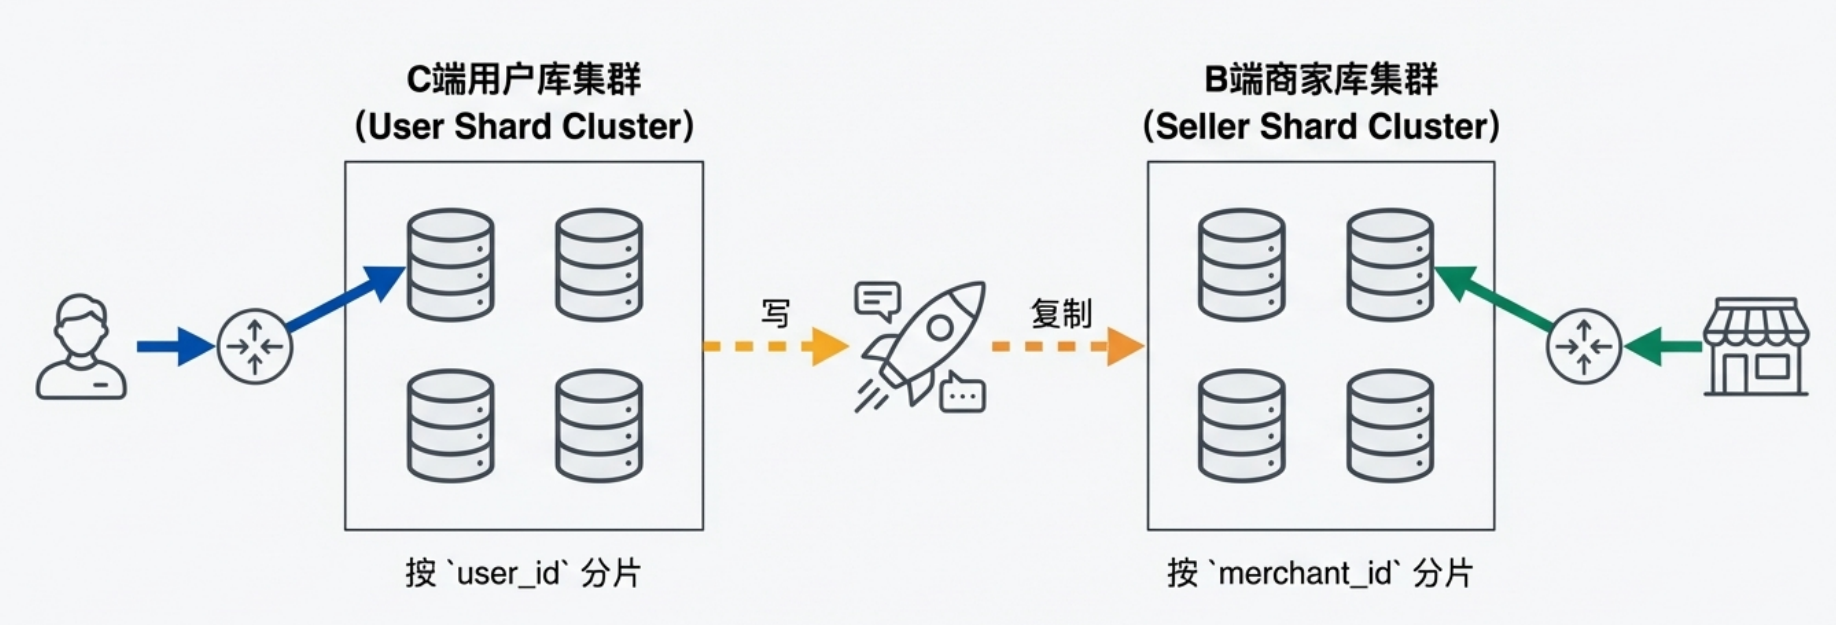 C端用户库集群
(User Shard Cluster)
B端商家库集群
(Seller Shard Cluster)
写
复制
按 `user_id` 分片
按 `merchant_id` 分片